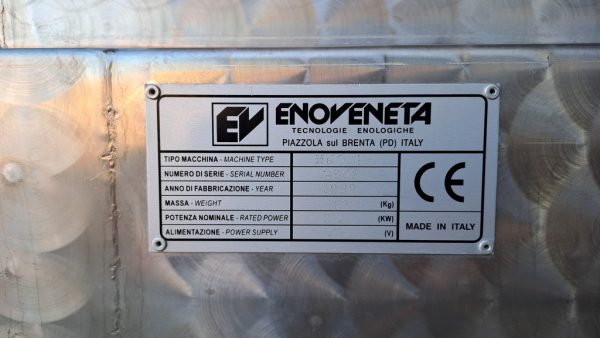 EV ENOVENETA
TECNOLOGIE ENOLOGICHE
PIAZZOLA sul BRENTA (PD) ITALY
TIPO MACCHINA - MACHINE TYPE
NUMERO DI SERIE - SERIAL NUMBER
ANNO DI FABBRICAZIONE - YEAR
MASSA - WEIGHT (Kg)
POTENZA NOMINALE - RATED POWER (KW)
ALIMENTAZIONE - POWER SUPPLY (V)
CE
MADE IN ITALY